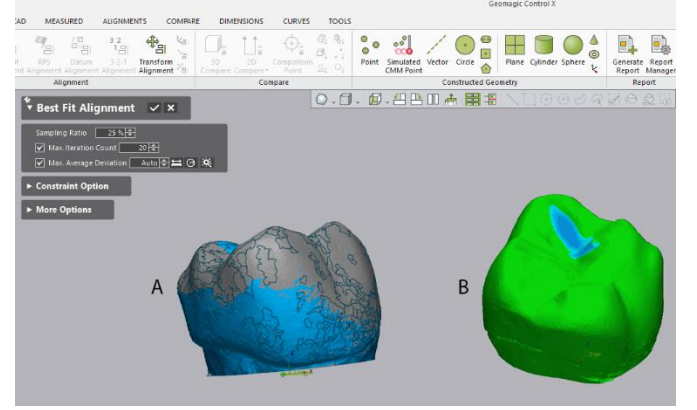 Geomagic Control X
CAD MEASURED ALIGNMENTS COMPARE DIMENSIONS CURVES TOOLS
RPS Alignment
Datum Alignment
3-2-1 Alignment
Transform Alignment
3D Compare
2D Compare
Comparison Point
Point
Simulated CMM Point
Vector
Circle
Plane
Cylinder
Sphere
Generate Report
Report Manager
Alignment Compare Constructed Geometry Report
Best Fit Alignment
Sampling Ratio 25 %
Max. Iteration Count 20
Max. Average Deviation Auto
Constraint Option
More Options
A
B